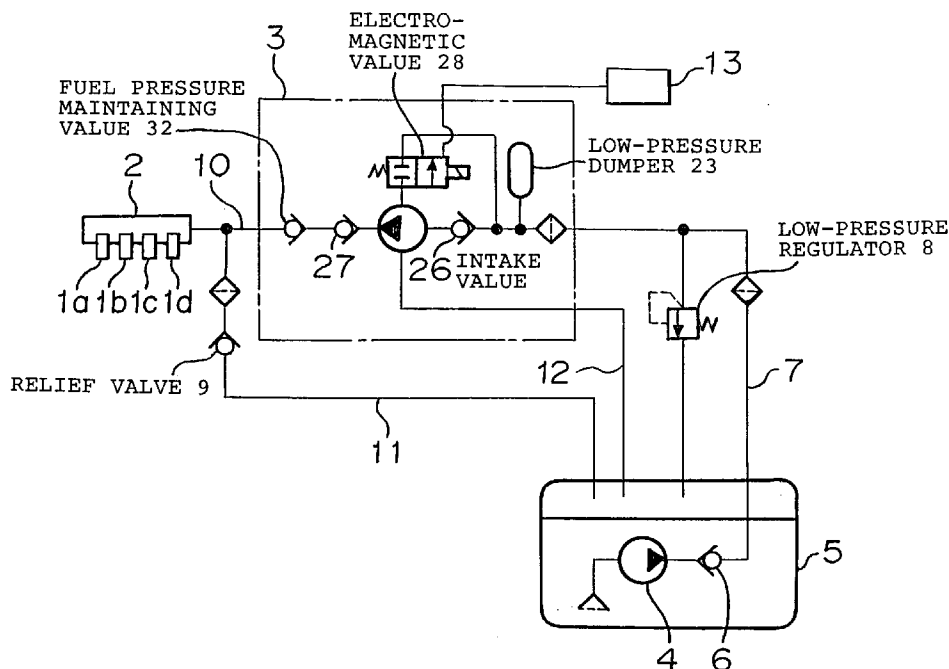 ELECTRO-
MAGNETIC
VALUE 28
3
13
FUEL PRESSURE
MAINTAINING
VALUE 32
LOW-PRESSURE
DUMPER 23
2
10
LOW-PRESSURE
REGULATOR 8
27
26
INTAKE
VALUE
1a 1b 1c 1d
RELIEF VALVE 9
12
7
11
5
4
6